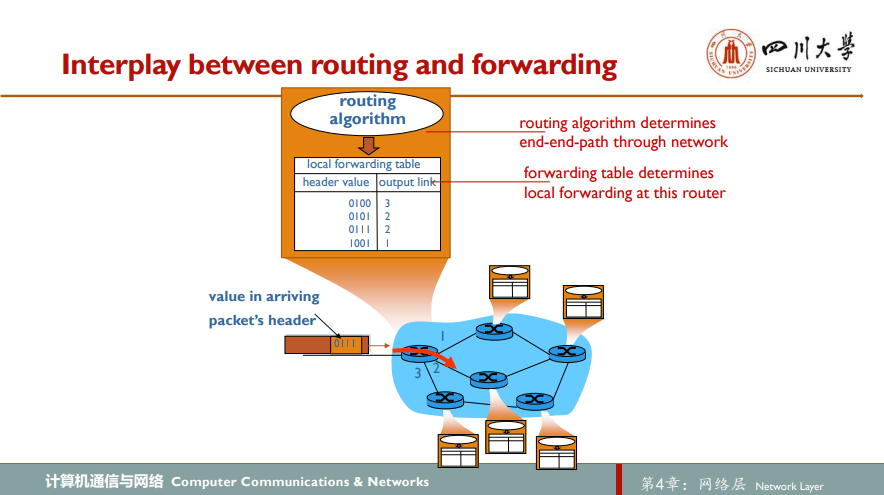 Interplay between routing and forwarding
四川大学
SICHUAN UNIVERSITY
routing
algorithm
local forwarding table
header value output link
0100 3
0101 2
0111 2
1001 1
routing algorithm determines
end-end-path through network
forwarding table determines
local forwarding at this router
value in arriving
packet's header
0111
1
2
3
计算机通信与网络 Computer Communications & Networks
第4章：网络层 Network Layer